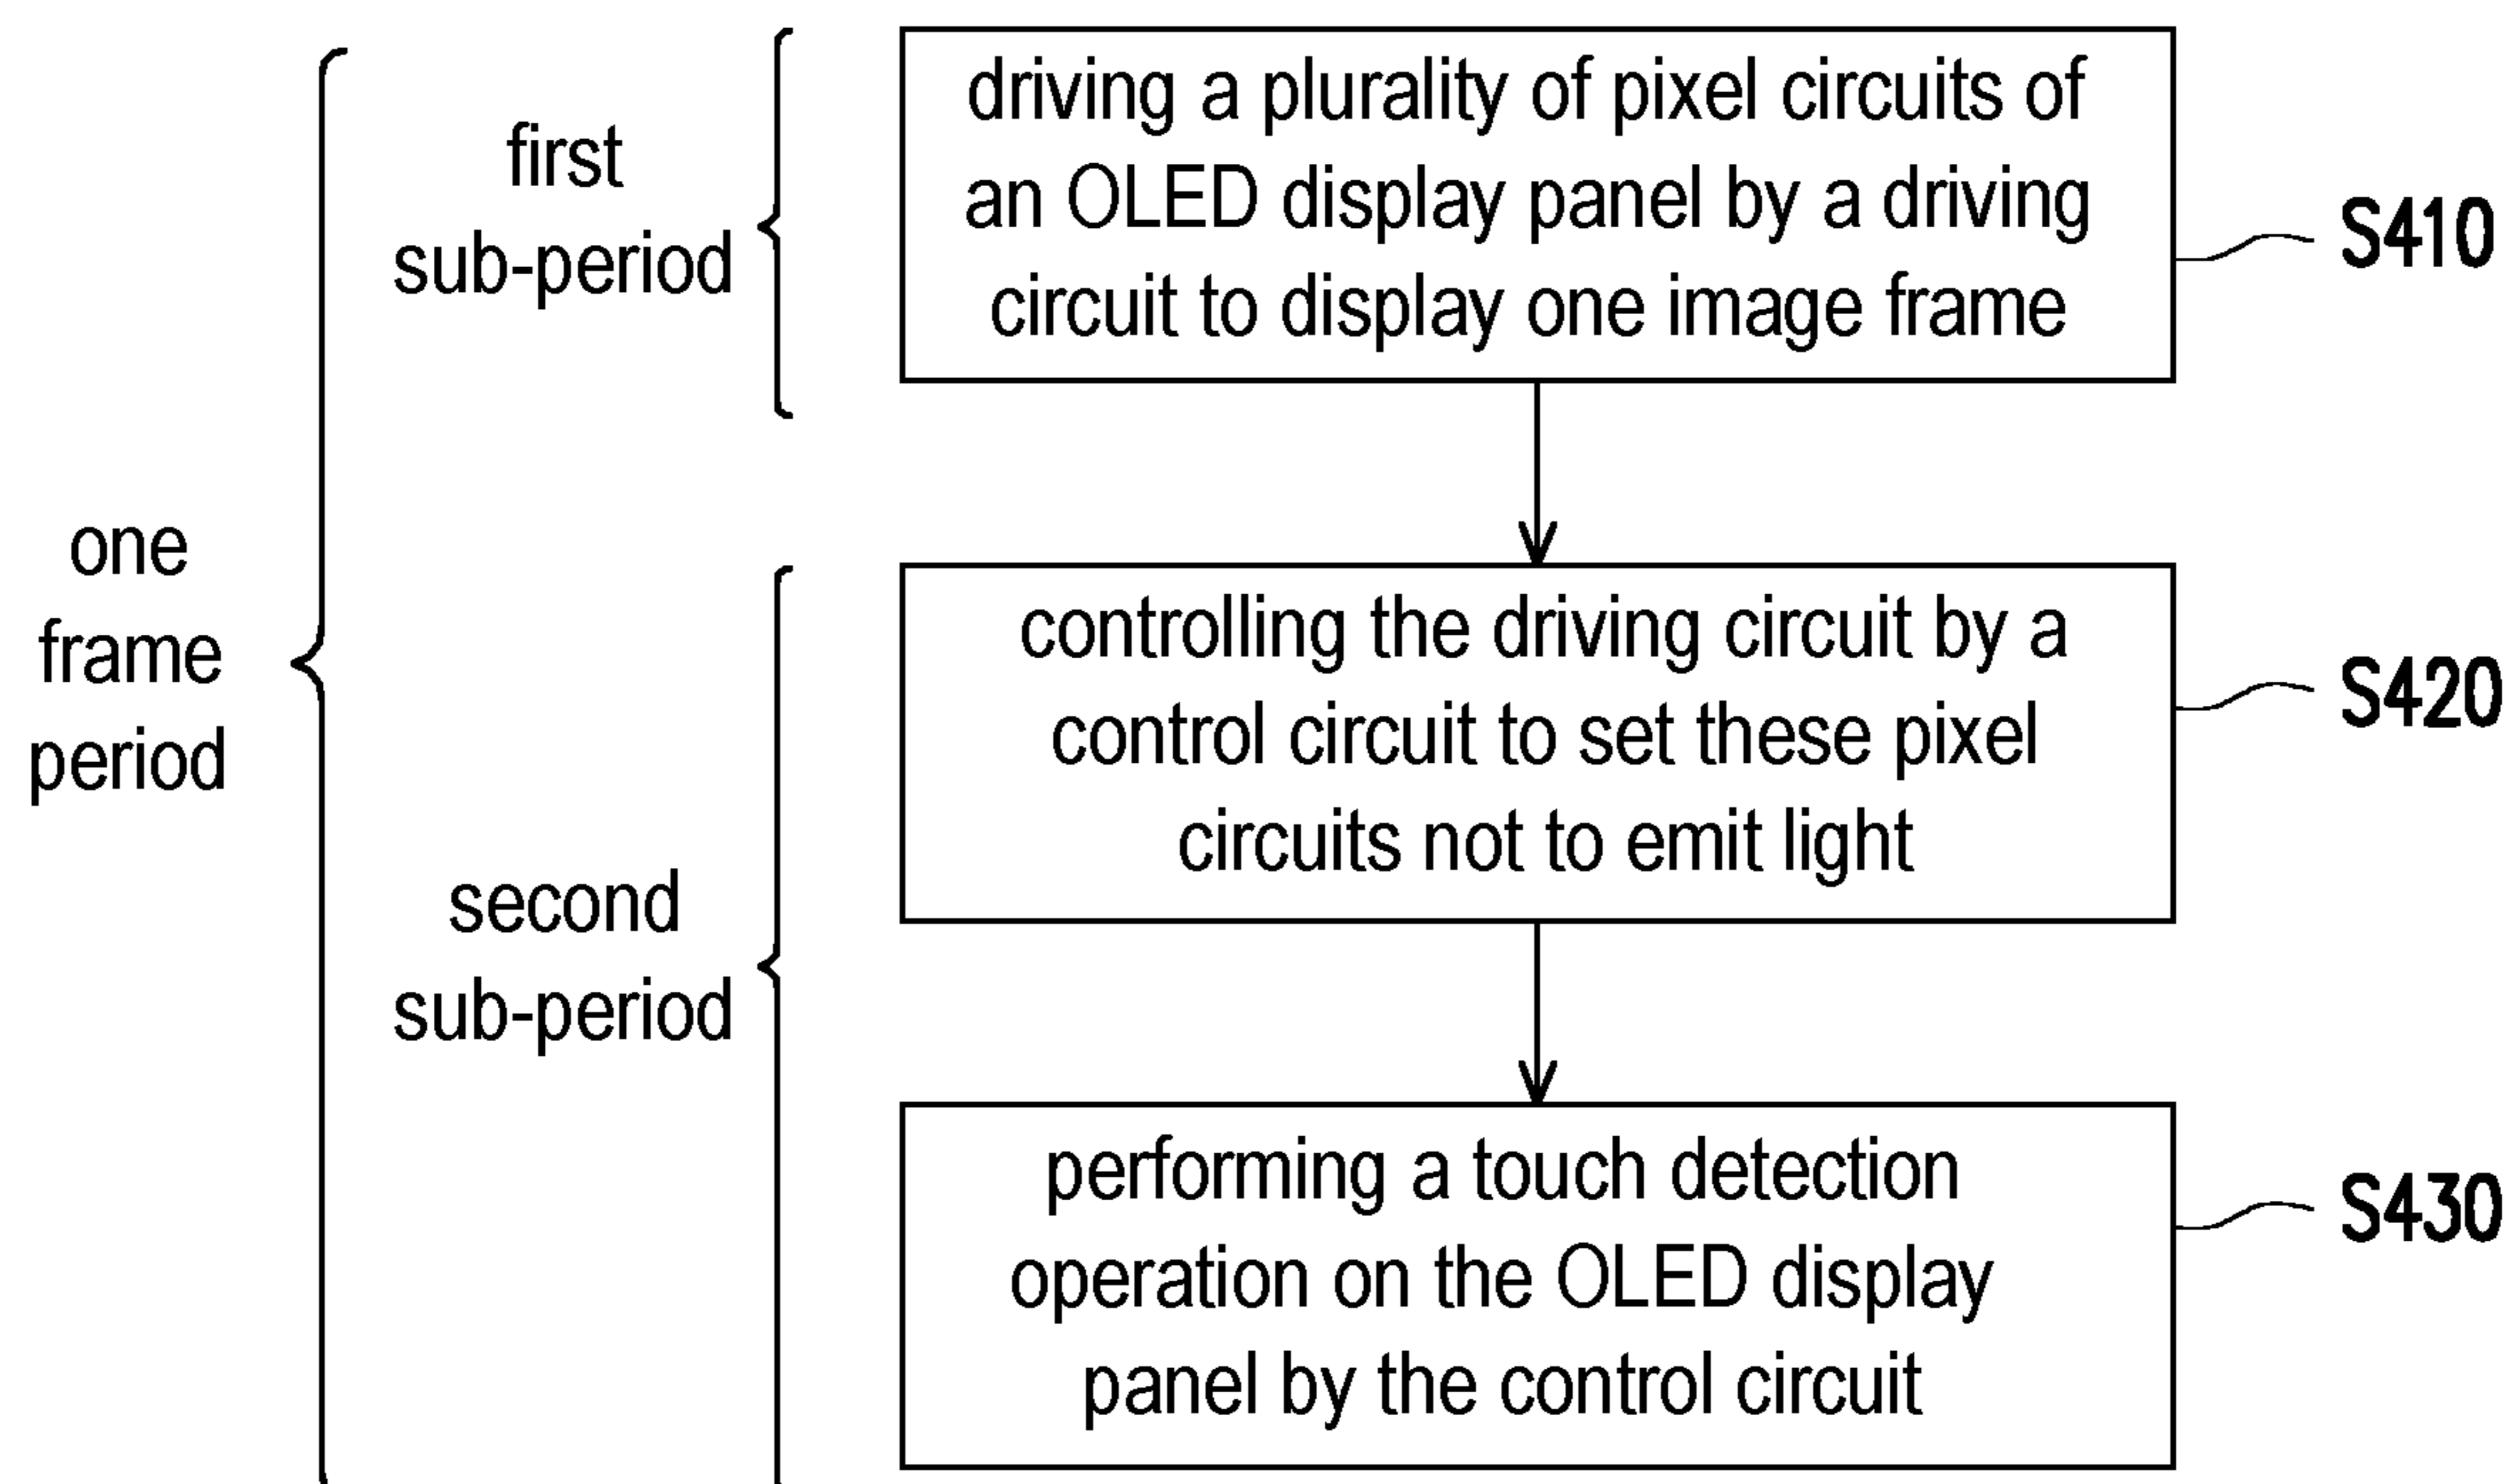 one
frame
period
first
sub-period
driving a plurality of pixel circuits of
an OLED display panel by a driving
circuit to display one image frame
S410
second
sub-period
controlling the driving circuit by a
control circuit to set these pixel
circuits not to emit light
S420
performing a touch detection
operation on the OLED display
panel by the control circuit
S430